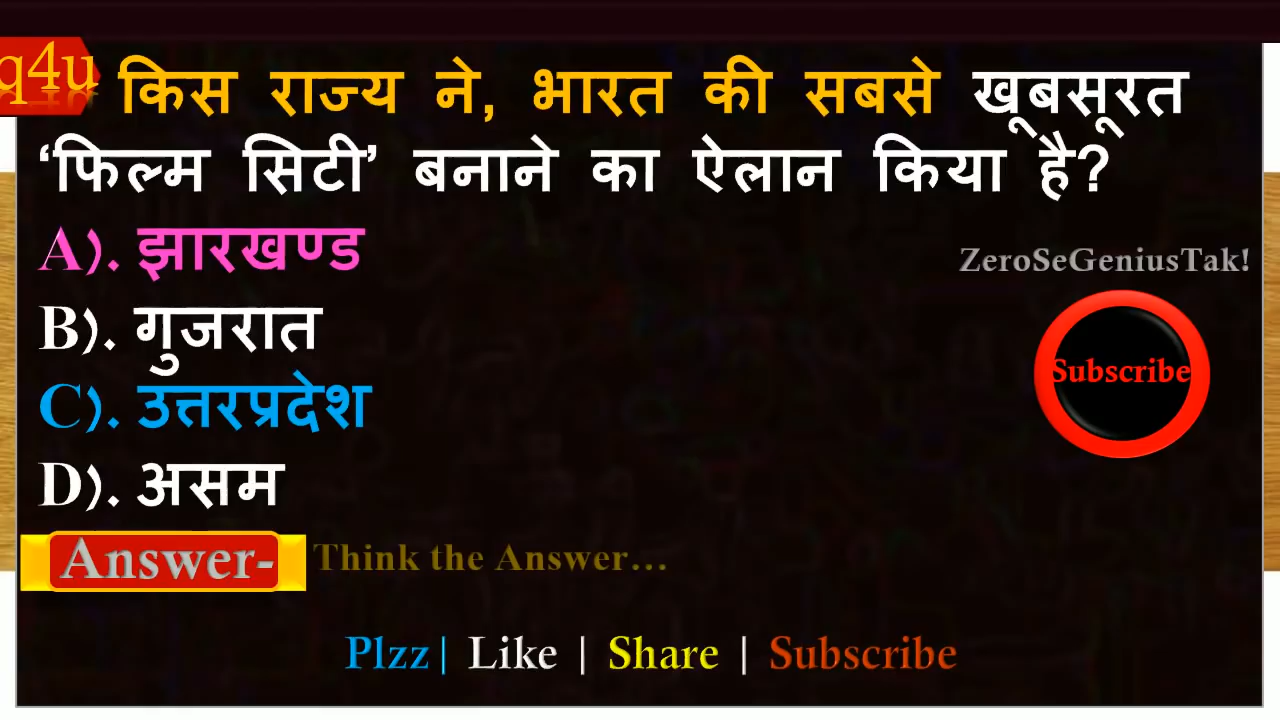 q4u
किस राज्य ने, भारत की सबसे खूबसूरत
‘फिल्म सिटी’ बनाने का ऐलान किया है?
A). झारखण्ड
ZeroSeGeniusTak!
B). गुजरात
Subscribe
C). उत्तरप्रदेश
D). असम
Answer- Think the Answer...
Plzz| Like | Share | Subscribe